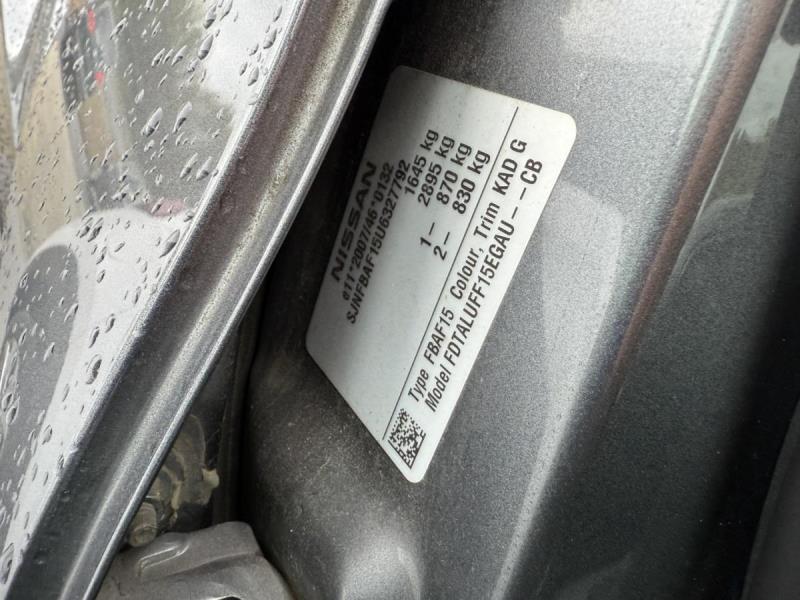 NISSAN
e11*2007/46*0132
SJNFBAF15U6327792
1645 kg
2895 kg
1– 870 kg
2– 830 kg
Type FBAF15 Colour, Trim KAD G
Model FDTALUFF15EGAU – – CB